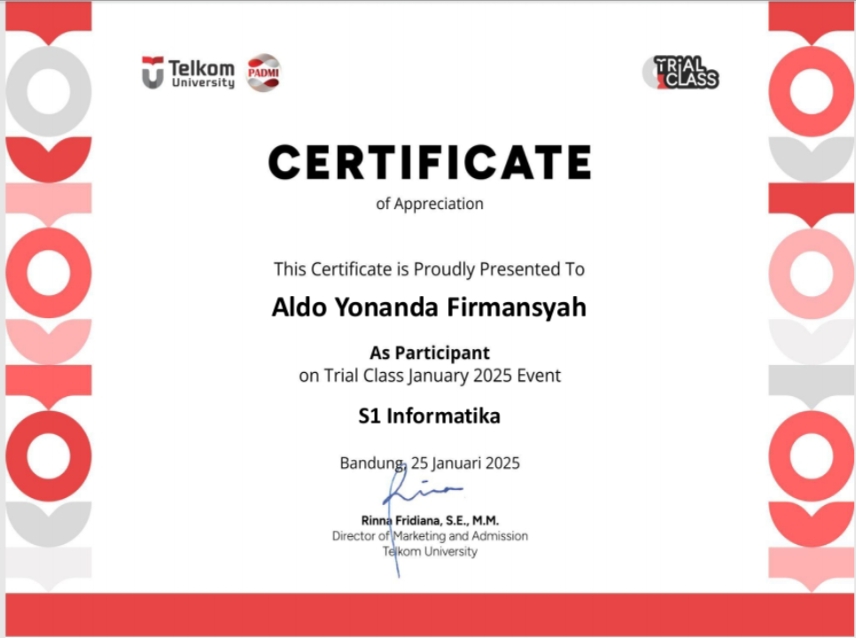 Telkom
University
PADMI
TRiAL
CLASS
CERTIFICATE
of Appreciation
This Certificate is Proudly Presented To
Aldo Yonanda Firmansyah
As Participant
on Trial Class January 2025 Event
S1 Informatika
Bandung, 25 Januari 2025
Rinna Fridiana, S.E., M.M.
Director of Marketing and Admission
Telkom University